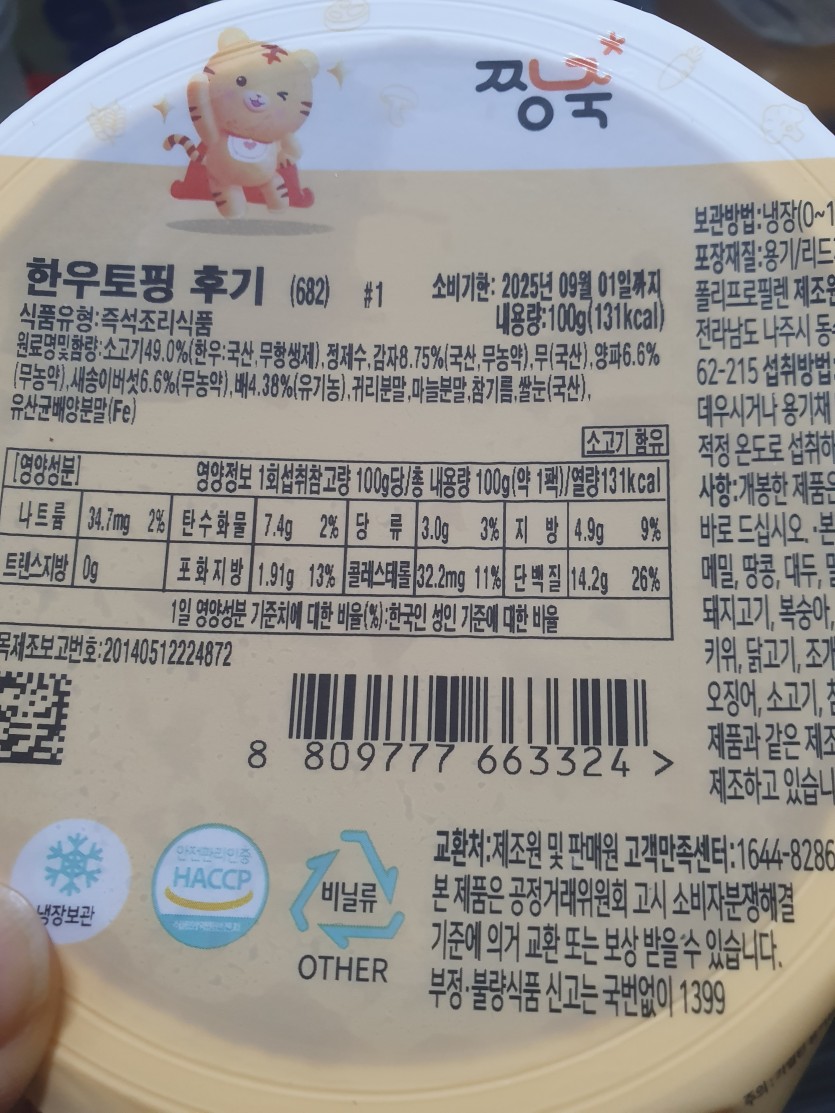 짱죽
한우토핑 후기 (682) #1
소비기한: 2025년 09월 01일까지
식품유형:즉석조리식품
내용량:100g(131kcal)
원료명및함량:소고기49.0%(한우:국산,무항생제),정제수,감자8.75%(국산,무농약),무(국산),양파6.6%
(무농약),새송이버섯6.6%(무농약),배4.38%(유기농),귀리분말,마늘분말,참기름,쌀눈(국산),
유산균배양분말(Fe)
소고기 함유
[영양성분] 영양정보 1회섭취참고량 100g당/총 내용량 100g(약 1팩)/열량131kcal
나트륨 34.7mg 2% 탄수화물 7.4g 2% 당 류 3.0g 3% 지 방 4.9g 9%
트랜스지방 0g 포화지방 1.91g 13% 콜레스테롤 32.2mg 11% 단백질 14.2g 26%
1일 영양성분 기준치에 대한 비율(%):한국인 성인 기준에 대한 비율
목제조보고번호:20140512224872
8 809777 663324 >
보관방법:냉장(0~1
포장재질:용기/리드
폴리프로필렌 제조원
전라남도 나주시 동
62-215 섭취방법
데우시거나 용기채
적정 온도로 섭취하
사항:개봉한 제품은
바로 드십시오. 본
메밀, 땅콩, 대두, 밀
돼지고기, 복숭아,
키위, 닭고기, 조개
오징어, 소고기,
제품과 같은 제조
제조하고 있습니
냉장보관
안전관리인증
HACCP
비닐류
OTHER
교환처:제조원 및 판매원 고객만족센터:1644-8286
본 제품은 공정거래위원회 고시 소비자분쟁해결
기준에 의거 교환 또는 보상 받을 수 있습니다.
부정·불량식품 신고는 국번없이 1399